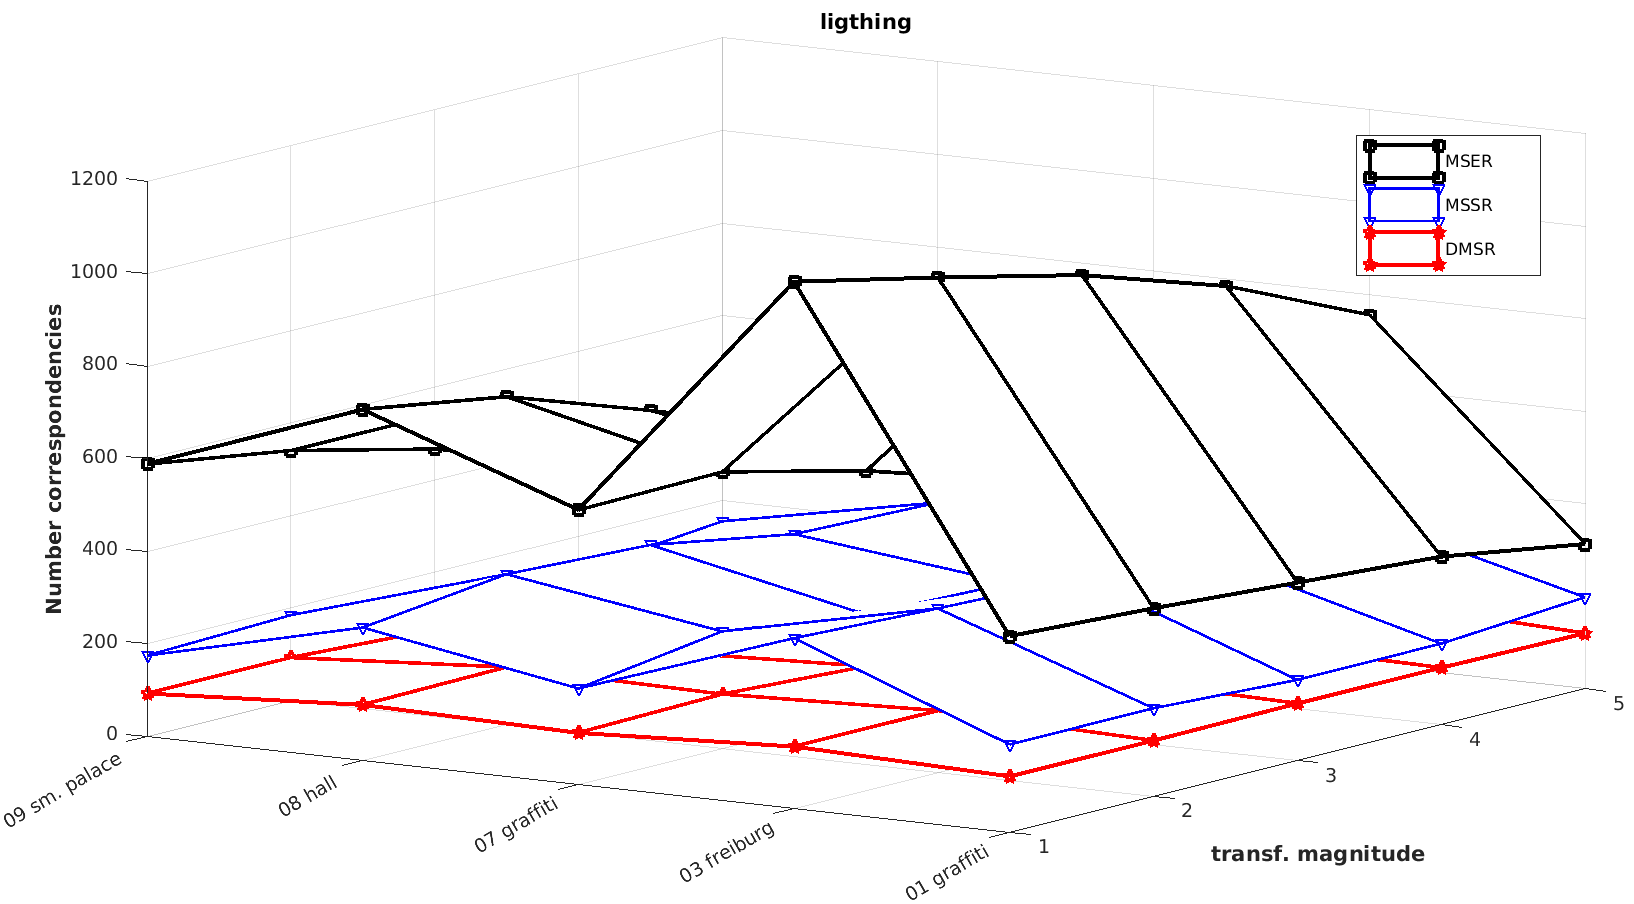 ligthing
MSER
MSSR
DMSR
Number correspondencies
1200
1000
800
600
400
200
0
09 sm. palace
08 hall
07 graffiti
03 freiburg
01 graffiti
1
2
3
4
5
transf. magnitude